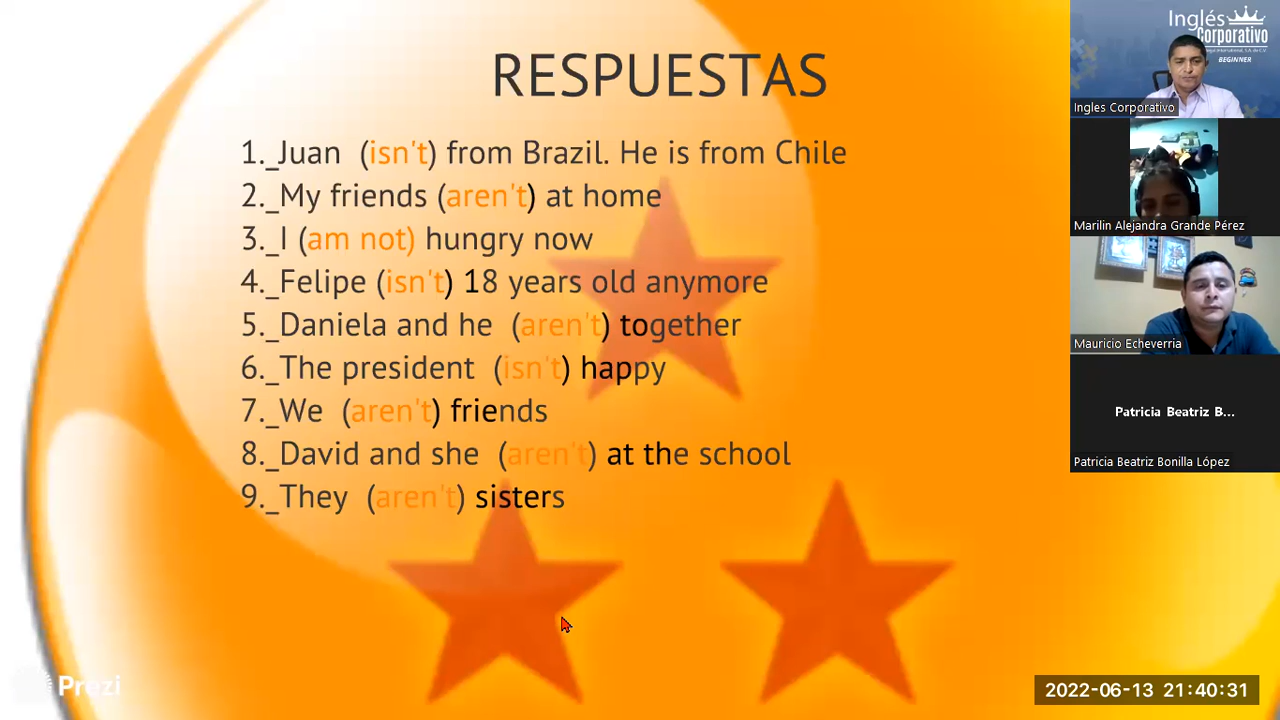 RESPUESTAS
1._Juan (isn't) from Brazil. He is from Chile
2._My friends (aren't) at home
3._I (am not) hungry now
4._Felipe (isn't) 18 years old anymore
5._Daniela and he (aren't) together
6._The president (isn't) happy
7._We (aren't) friends
8._David and she (aren't) at the school
9._They (aren't) sisters
Prezi
Inglés
Corporativo
BEGINNER
Ingles Corporativo
Marilin Alejandra Grande Pérez
Mauricio Echeverria
Patricia Beatriz B...
Patricia Beatriz Bonilla López
2022-06-13 21:40:31